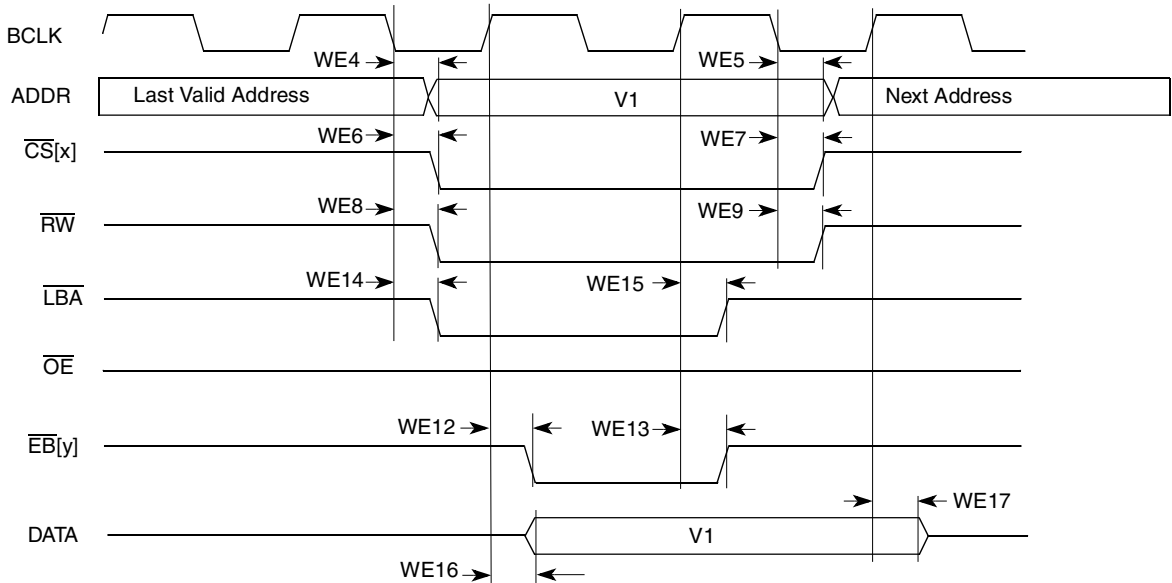 BCLK
WE4
WE5
ADDR
Last Valid Address
V1
Next Address
WE6
WE7
CS[x]
WE8
WE9
RW
WE14
WE15
LBA
OE
WE12
WE13
EB[y]
WE17
DATA
V1
WE16